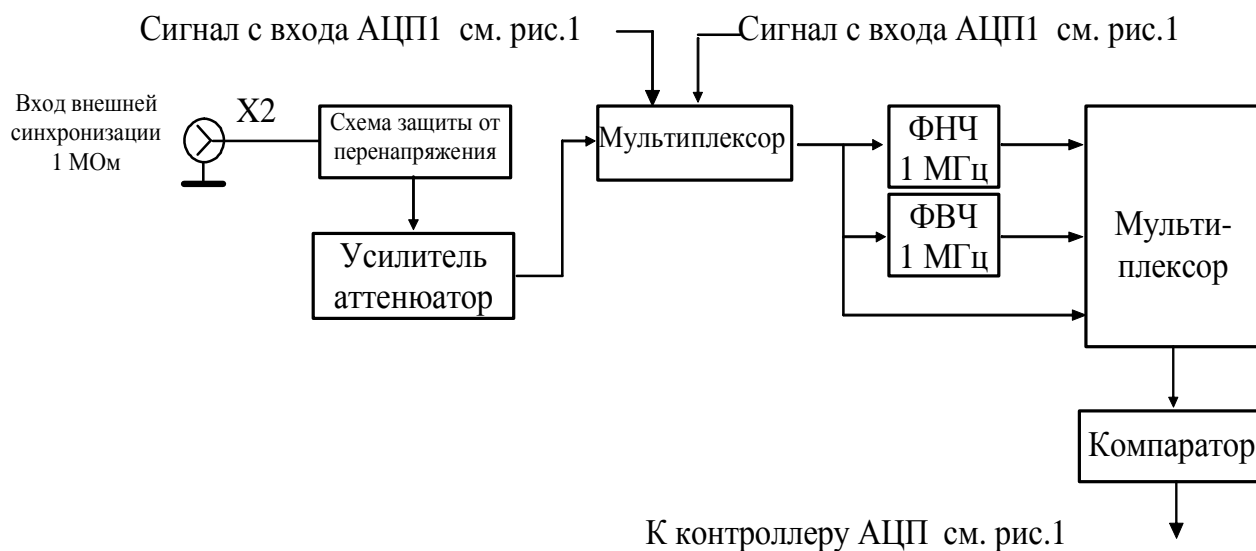 Сигнал с входа АЦП1 см. рис.1
Сигнал с входа АЦП1 см. рис.1
Вход внешней
синхронизации
1 МОм
X2
Схема защиты от
перенапряжения
Усилитель
аттенюатор
Мультиплексор
ФНЧ
1 МГц
ФВЧ
1 МГц
Мульти-
плексор
Компаратор
К контроллеру АЦП см. рис.1